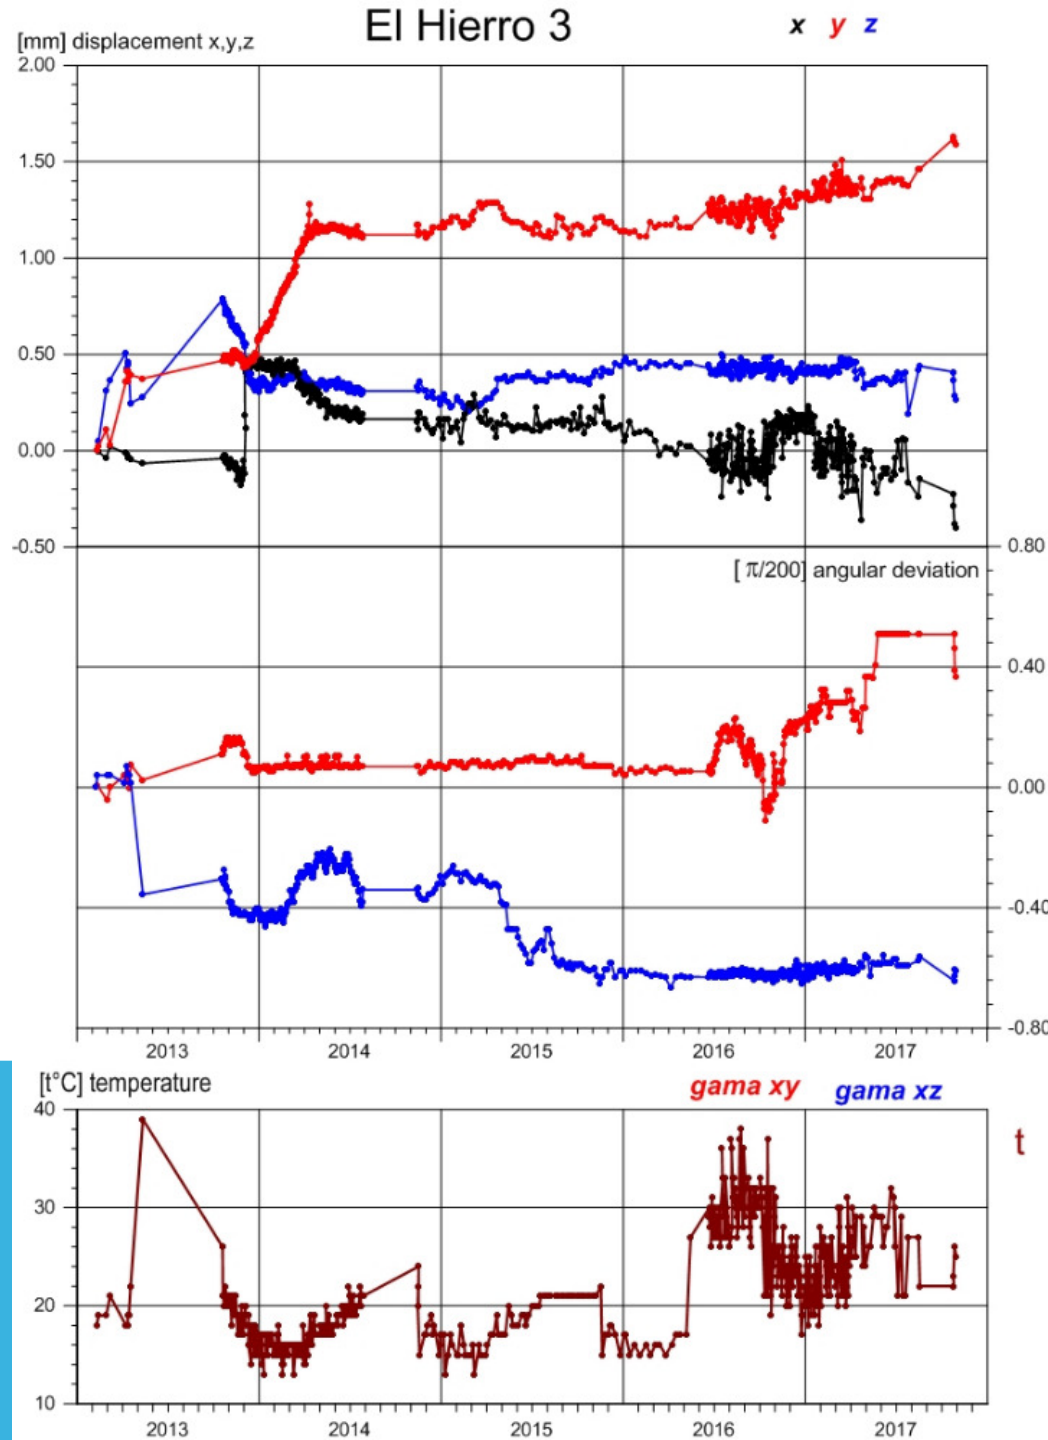 El Hierro 3
x y z
[mm] displacement x,y,z
2.00
1.50
1.00
0.50
0.00
-0.50
0.80
[ π/200] angular deviation
0.40
0.00
-0.40
-0.80
2013 2014 2015 2016 2017
[t°C] temperature
gama xy gama xz
40
t
30
20
10
2013 2014 2015 2016 2017